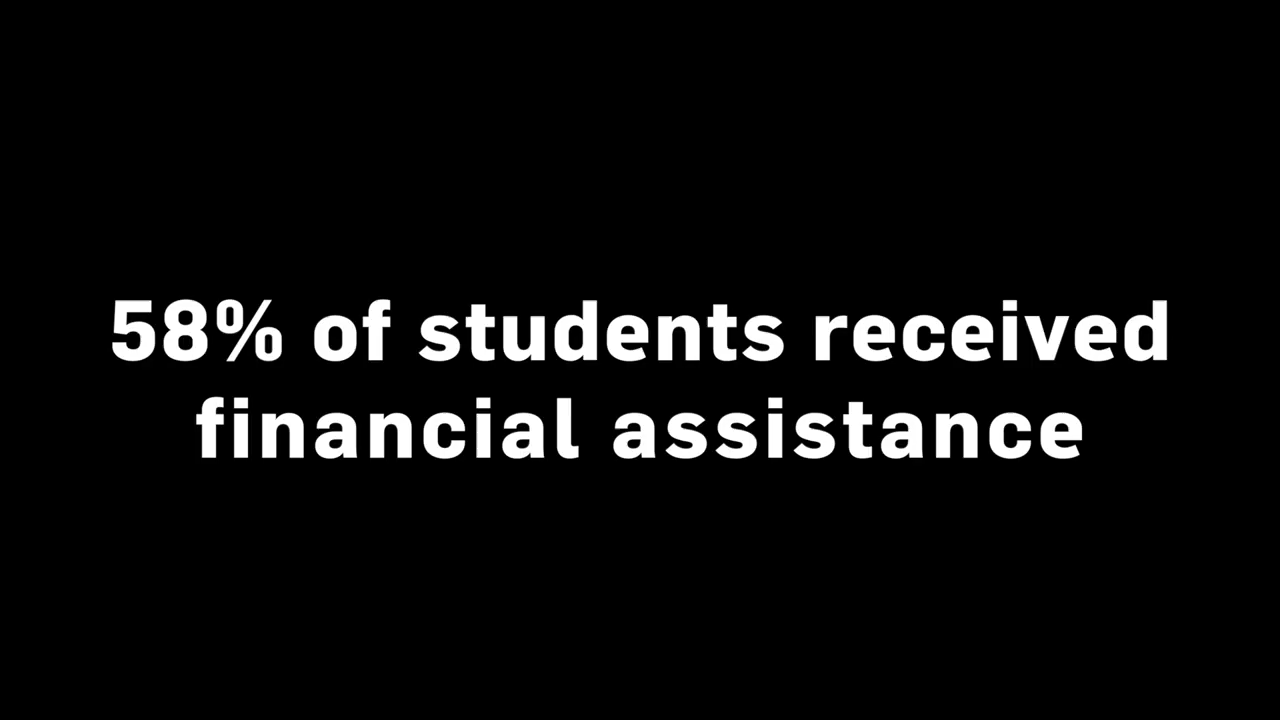 58% of students received
financial assistance